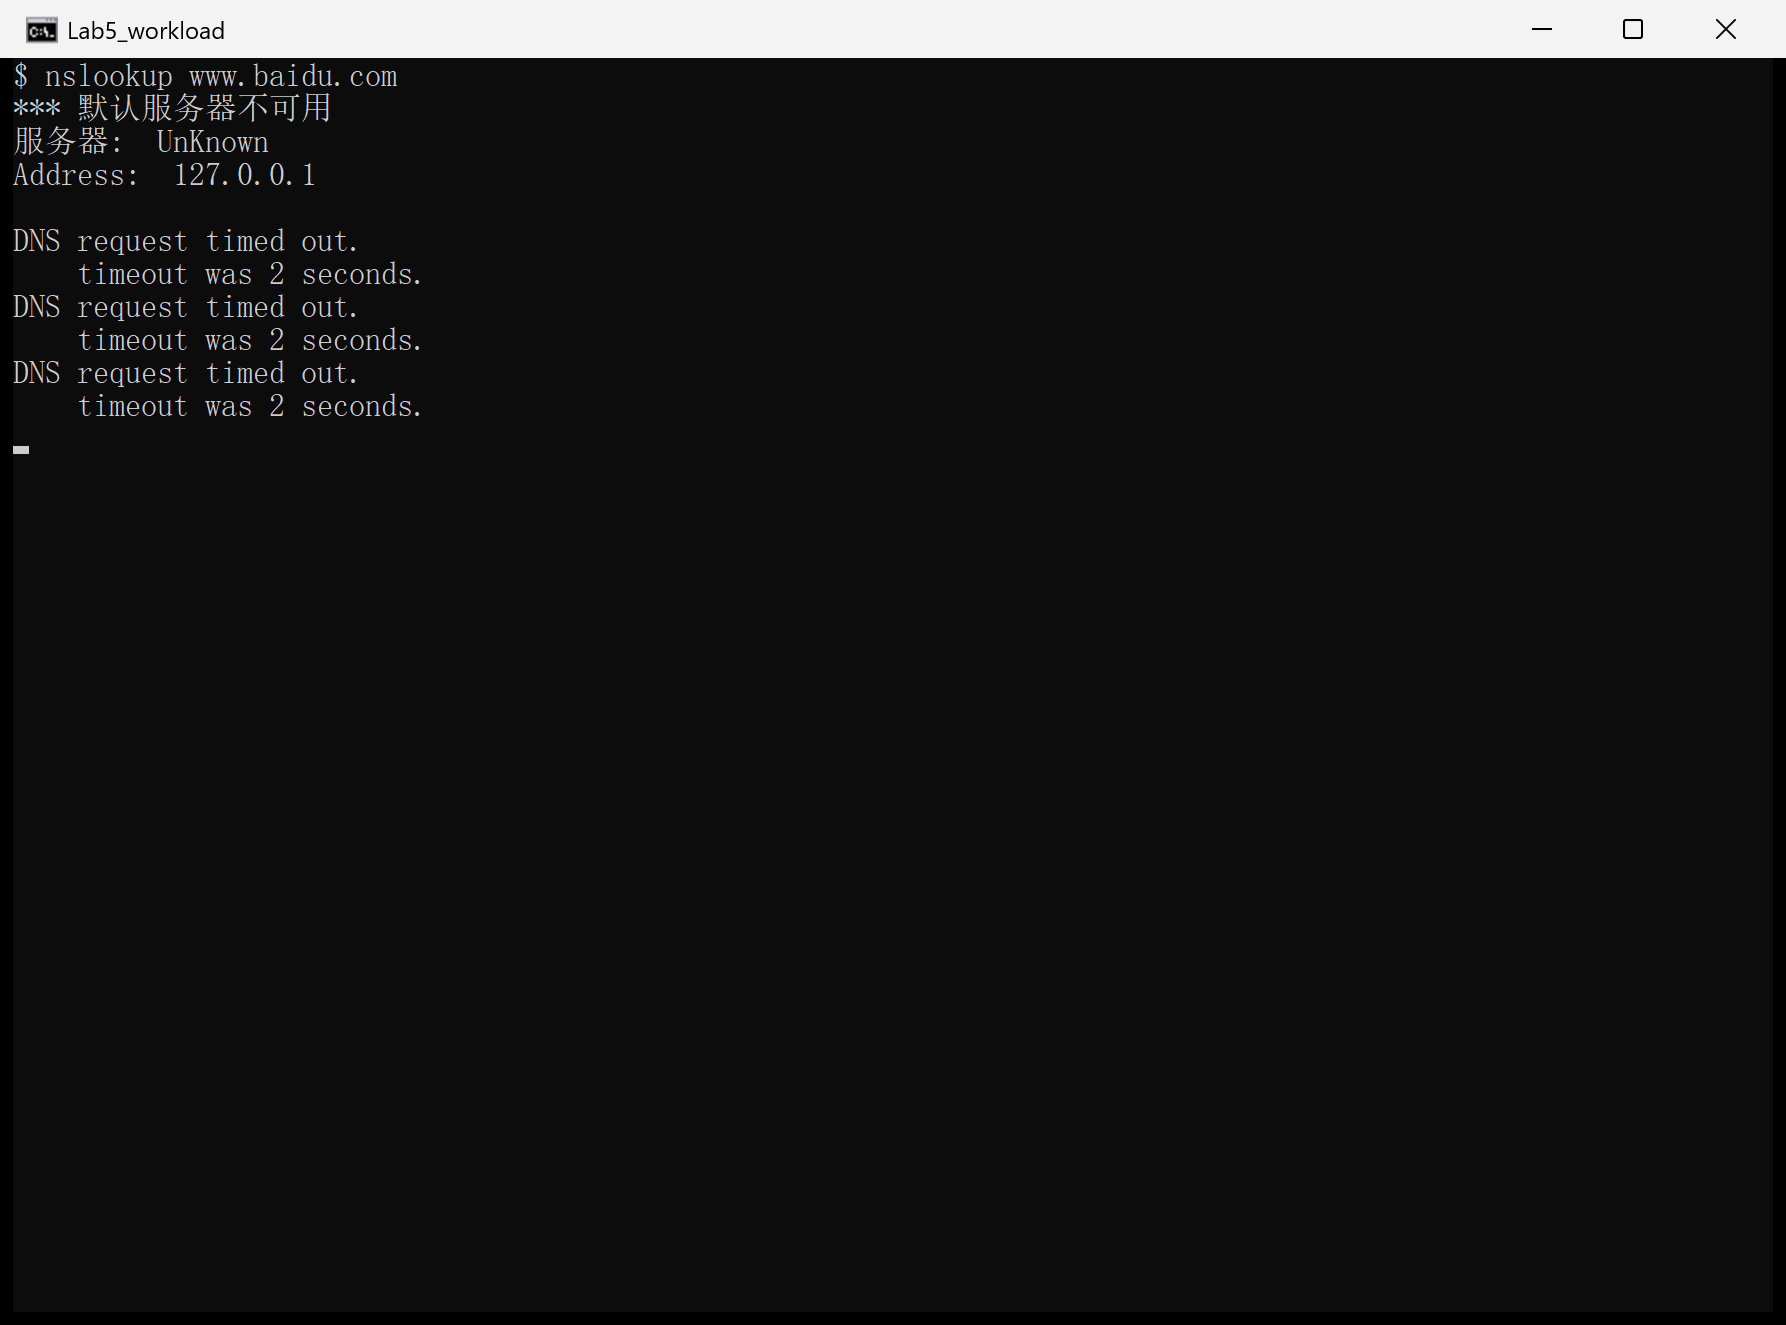 Lab5_workload
$ nslookup www.baidu.com
*** 默认服务器不可用
服务器:  UnKnown
Address:  127.0.0.1
DNS request timed out.
    timeout was 2 seconds.
DNS request timed out.
    timeout was 2 seconds.
DNS request timed out.
    timeout was 2 seconds.